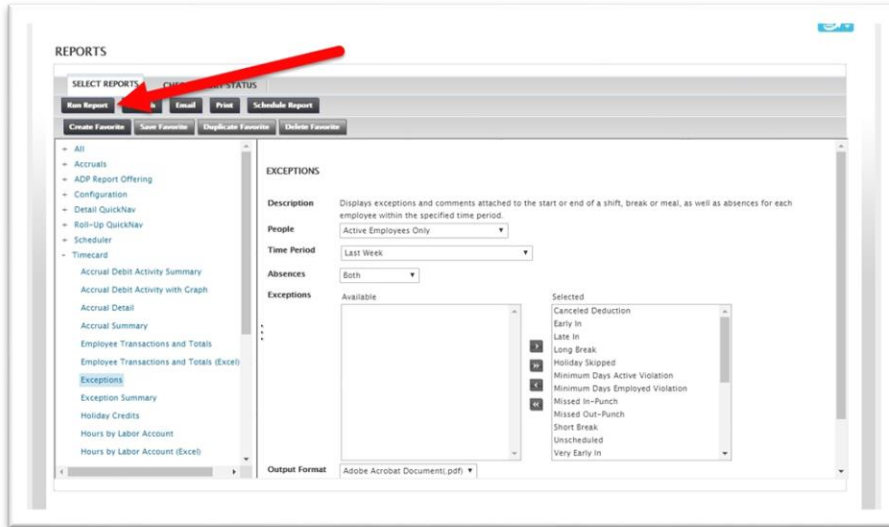 REPORTS
SELECT REPORTS STATUS
Run Report Email Print Schedule Report
Create Favorite Save Favorite Duplicate Favorite Delete Favorite
+ All
+ Accruals
+ ADP Report Offering
+ Configuration
+ Detail QuickNav
+ Roll-Up QuickNav
+ Scheduler
- Timecard
Accrual Debit Activity Summary
Accrual Debit Activity with Graph
Accrual Detail
Accrual Summary
Employee Transactions and Totals
Employee Transactions and Totals (Excel)
Exceptions
Exception Summary
Holiday Credits
Hours by Labor Account
Hours by Labor Account (Excel)
EXCEPTIONS
Description Displays exceptions and comments attached to the start or end of a shift, break or meal, as well as absences for each
employee within the specified time period.
People Active Employees Only
Time Period Last Week
Absences Both
Exceptions Available Selected
Canceled Deduction
Early In
Late In
Long Break
Holiday Skipped
Minimum Days Active Violation
Minimum Days Employed Violation
Missed In-Punch
Missed Out-Punch
Short Break
Unscheduled
Very Early In
Output Format Adobe Acrobat Document(.pdf)